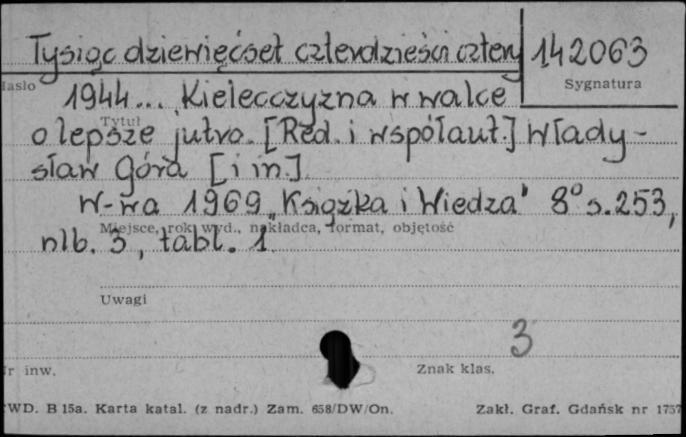 Tysiąc dziewięćset czterdzieści cztery 142063
Hasło Sygnatura
1944... Kielecczyzna w walce
Tytuł
o lepsze jutro. [Red. i współaut.] Włady-
sław Góra [i in.]
W-wa 1969 „Książka i Wiedza" 8° s. 253,
Miejsce, rok wyd., nakładca, format, objętość
nlb. 3, tabl. 1.
Uwagi
3
Nr inw. Znak klas.
WD. B 15a. Karta katal. (z nadr.) Zam. 658/DW/On. Zakł. Graf. Gdańsk nr 1757